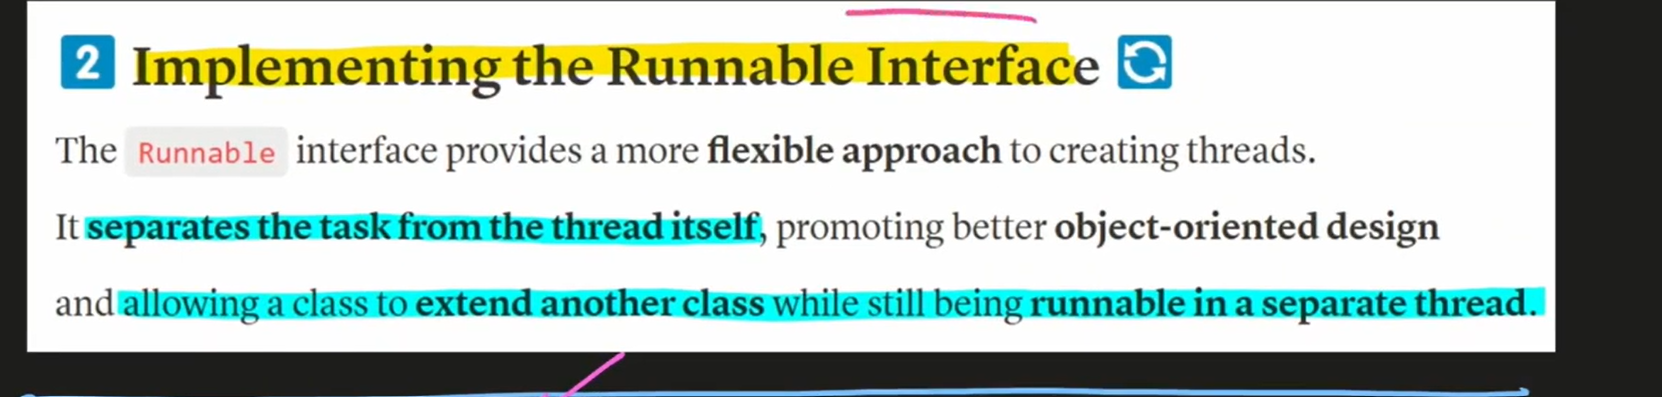 2 Implementing the Runnable Interface
The Runnable interface provides a more flexible approach to creating threads.
It separates the task from the thread itself, promoting better object-oriented design
and allowing a class to extend another class while still being runnable in a separate thread.